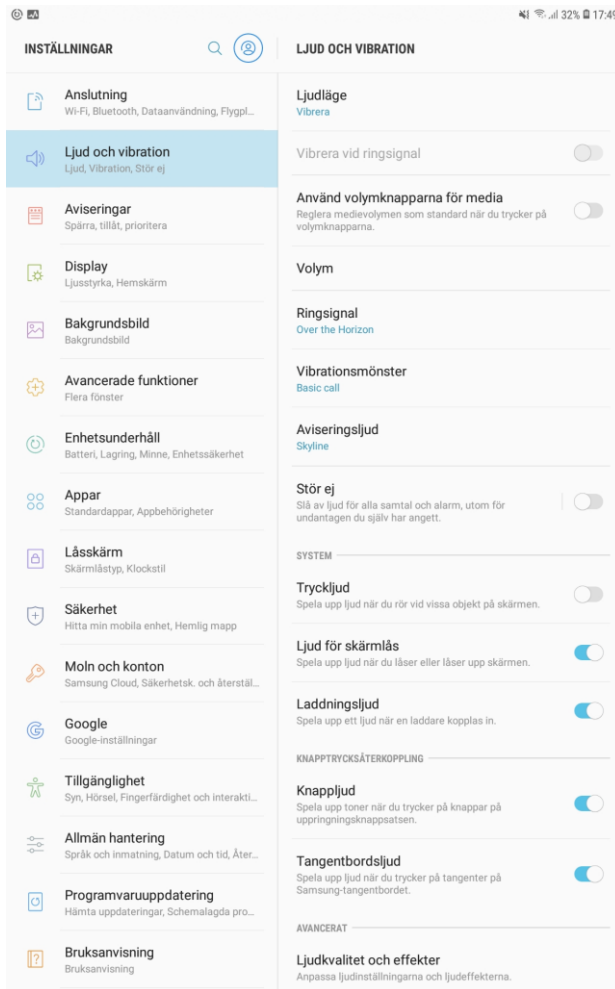 32% 17:49
INSTÄLLNINGAR
Anslutning
Wi-Fi, Bluetooth, Dataanvändning, Flygpl...
Ljud och vibration
Ljud, Vibration, Stör ej
Aviseringar
Spärra, tillåt, prioritera
Display
Ljusstyrka, Hemskärm
Bakgrundsbild
Bakgrundsbild
Avancerade funktioner
Flera fönster
Enhetsunderhåll
Batteri, Lagring, Minne, Enhetssäkerhet
Appar
Standardappar, Appbehörigheter
Låsskärm
Skärmlåstyp, Klockstil
Säkerhet
Hitta min mobila enhet, Hemlig mapp
Moln och konton
Samsung Cloud, Säkerhetsk. och återstäl...
Google
Google-inställningar
Tillgänglighet
Syn, Hörsel, Fingerfärdighet och interakti...
Allmän hantering
Språk och inmatning, Datum och tid, Åter...
Programvaruuppdatering
Hämta uppdateringar, Schemalagda pro...
Bruksanvisning
Bruksanvisning
LJUD OCH VIBRATION
Ljudläge
Vibrera
Vibrera vid ringsignal
Använd volymknapparna för media
Reglera medievolymen som standard när du trycker på
volymknapparna.
Volym
Ringsignal
Over the Horizon
Vibrationsmönster
Basic call
Aviseringsljud
Skyline
Stör ej
Slå av ljud för alla samtal och alarm, utom för
undantagen du själv har angett.
SYSTEM
Tryckljud
Spela upp ljud när du rör vid vissa objekt på skärmen.
Ljud för skärmlås
Spela upp ljud när du låser eller låser upp skärmen.
Laddningsljud
Spela upp ett ljud när en laddare kopplas in.
KNAPPTRYCKSÅTERKOPPLING
Knappljud
Spela upp toner när du trycker på knappar på
uppringningsknappsatsen.
Tangentbordsljud
Spela upp ljud när du trycker på tangenter på
Samsung-tangentbordet.
AVANCERAT
Ljudkvalitet och effekter
Anpassa ljudinställningarna och ljudeffekterna.